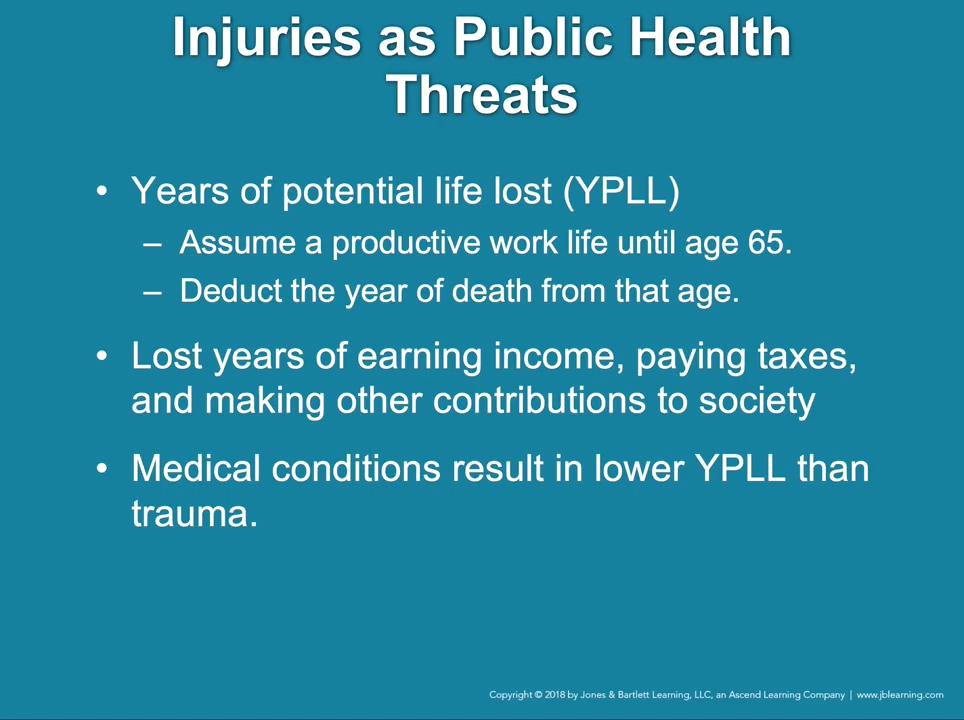 Injuries as Public Health
Threats
• Years of potential life lost (YPLL)
– Assume a productive work life until age 65.
– Deduct the year of death from that age.
• Lost years of earning income, paying taxes,
and making other contributions to society
• Medical conditions result in lower YPLL than
trauma.
Copyright © 2018 by Jones & Bartlett Learning, LLC, an Ascend Learning Company | www.jblearning.com